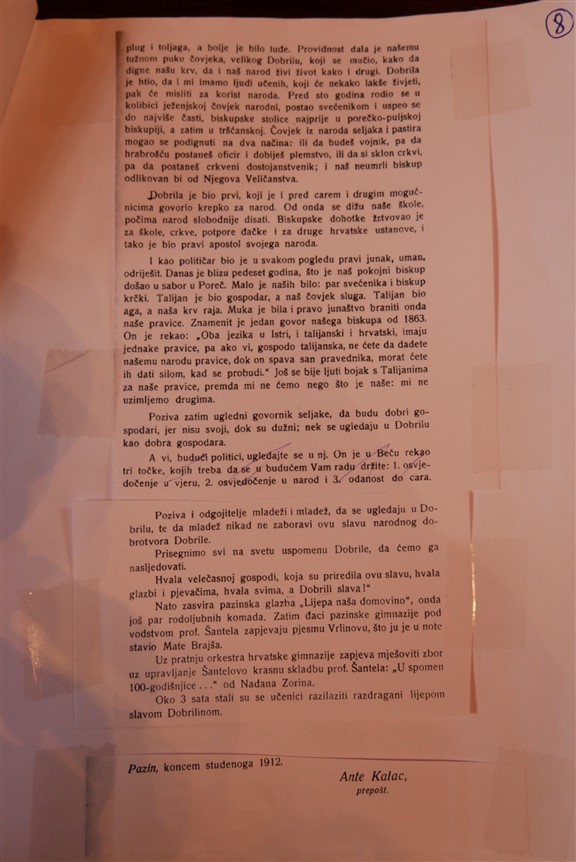 8
plug i toljaga, a bolje je bilo tuđe. Providnost dala je našemu
tužnom puku čovjeka, velikog Dobrilu, koji se mučio, kako da
digne našu krv, da i naš narod živi život kako i drugi. Dobrila
je htio, da i mi imamo ljudi učenih, koji će nekako lakše živjeti,
pak će misliti za korist naroda. Pred sto godina rodio se u
kolibici ježenjskoj čovjek narodni, postao svećenikom i uspeo se
do najviše časti, biskupske stolice najprije u porečko-puljskoj
biskupiji, a zatim u tršćanskoj. Čovjek iz naroda seljaka i pastira
mogao se podignuti na dva načina: ili da budeš vojnik, pa da
hrabrošću postaneš oficir i dobiješ plemstvo, ili da si sklon crkvi,
pa da postaneš crkveni dostojanstvenik; i naš neumrli biskup
odlikovan bi od Njegova Veličanstva.
Dobrila je bio prvi, koji je i pred carem i drugim moguć-
nicima govorio krepko za narod. Od onda se dižu naše škole,
počima narod slobodnije disati. Biskupske dohotke žrtvovao je
za škole, crkve, potpore đačke i za druge hrvatske ustanove, i
tako je bio pravi apostol svojega naroda.
I kao političar bio je u svakom pogledu pravi junak, uman,
odriješit. Danas je blizu pedeset godina, što je naš pokojni biskup
došao u sabor u Poreč. Malo je naših bilo: par svećenika i biskup
krčki. Talijan je bio gospodar, a naš čovjek sluga. Talijan bio
aga, a naša krv raja. Muka je bila i pravo junaštvo braniti onda
naše pravice. Znamenit je jedan govor našega biskupa od 1863.
On je rekao: „Oba jezika u Istri, i talijanski i hrvatski, imaju
jednake pravice, pa ako vi, gospodo talijanska, ne ćete da dadete
našemu narodu pravice, dok on spava san pravednika, morat ćete
ih dati silom, kad se probudi.“ Još se bije ljuti bojak s Talijanima
za naše pravice, premda mi ne ćemo nego što je naše: mi ne
uzimljemo drugima.
Poziva zatim ugledni govornik seljake, da budu dobri go-
spodari, jer nisu svoji, dok su dužni; nek se ugledaju u Dobrilu
kao dobra gospodara.
A vi, budući politici, ugledajte se u nj. On je u Beču rekao
tri točke, kojih treba da se u budućem Vam radu držite: 1. osvje-
dočenje u vjeru, 2. osvjedočenje u narod i 3. odanost do cara.
Poziva i odgojitelje mladeži i mladež, da se ugledaju u Do-
brilu, te da mladež nikad ne zaboravi ovu slavu narodnog do-
brotvora Dobrile.
Prisegnimo svi na svetu uspomenu Dobrile, da ćemo ga
nasljedovati.
Hvala velečasnoj gospodi, koja su priredila ovu slavu, hvala
glazbi i pjevačima, hvala svima, a Dobrili slava!“
Nato zasvira pazinska glazba „Lijepa naša domovino“, onda
još par rodoljubnih komada. Zatim đaci pazinske gimnazije pod
vodstvom prof. Šantela zapjevaju pjesmu Vrlinovu, što ju je u note
stavio Mate Brajša.
Uz pratnju orkestra hrvatske gimnazije zapjeva mješoviti zbor
uz upravljanje Šantelovo krasnu skladbu prof. Šantela: „U spomen
100-godišnjice . . .“ od Nadana Zorina.
Oko 3 sata stali su se učenici razilaziti razdragani lijepom
slavom Dobrilinom.
Pazin, koncem studenoga 1912.
Ante Kalac,
prepošt.